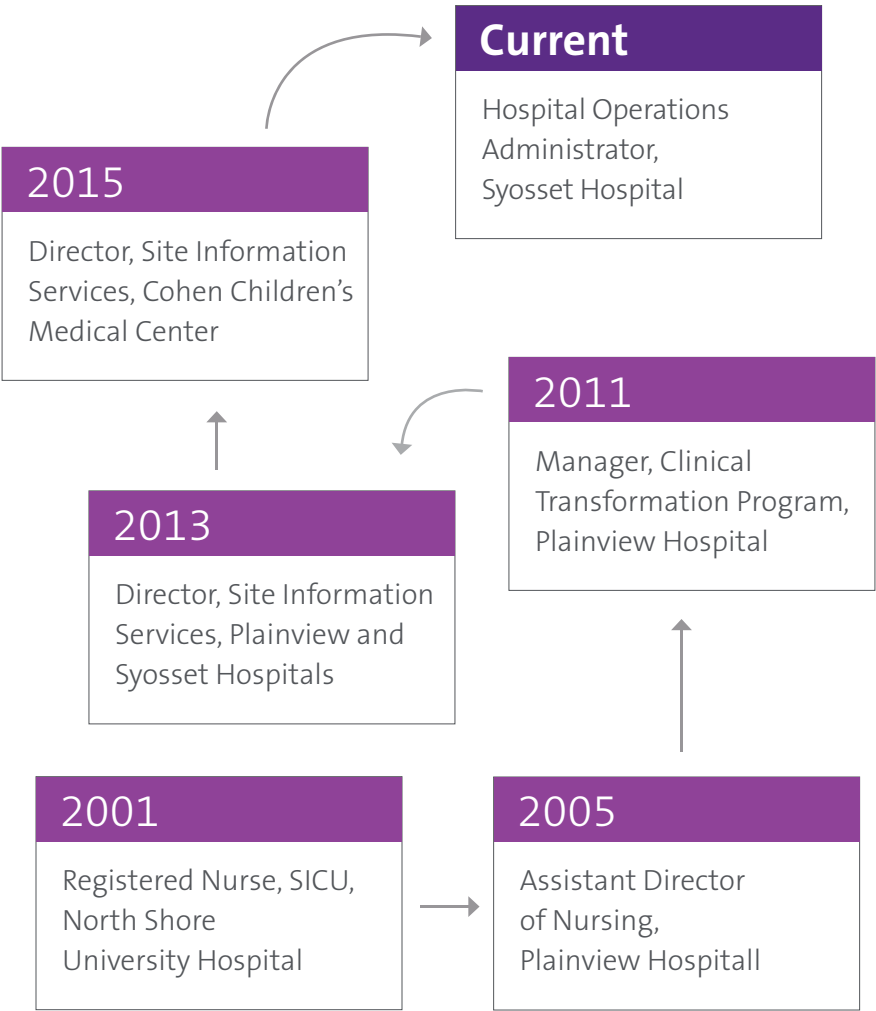 Current
Hospital Operations
Administrator,
Syosset Hospital
2015
Director, Site Information
Services, Cohen Children's
Medical Center
2011
Manager, Clinical
Transformation Program,
Plainview Hospital
2013
Director, Site Information
Services, Plainview and
Syosset Hospitals
2001
Registered Nurse, SICU,
North Shore
University Hospital
2005
Assistant Director
of Nursing,
Plainview Hospitall